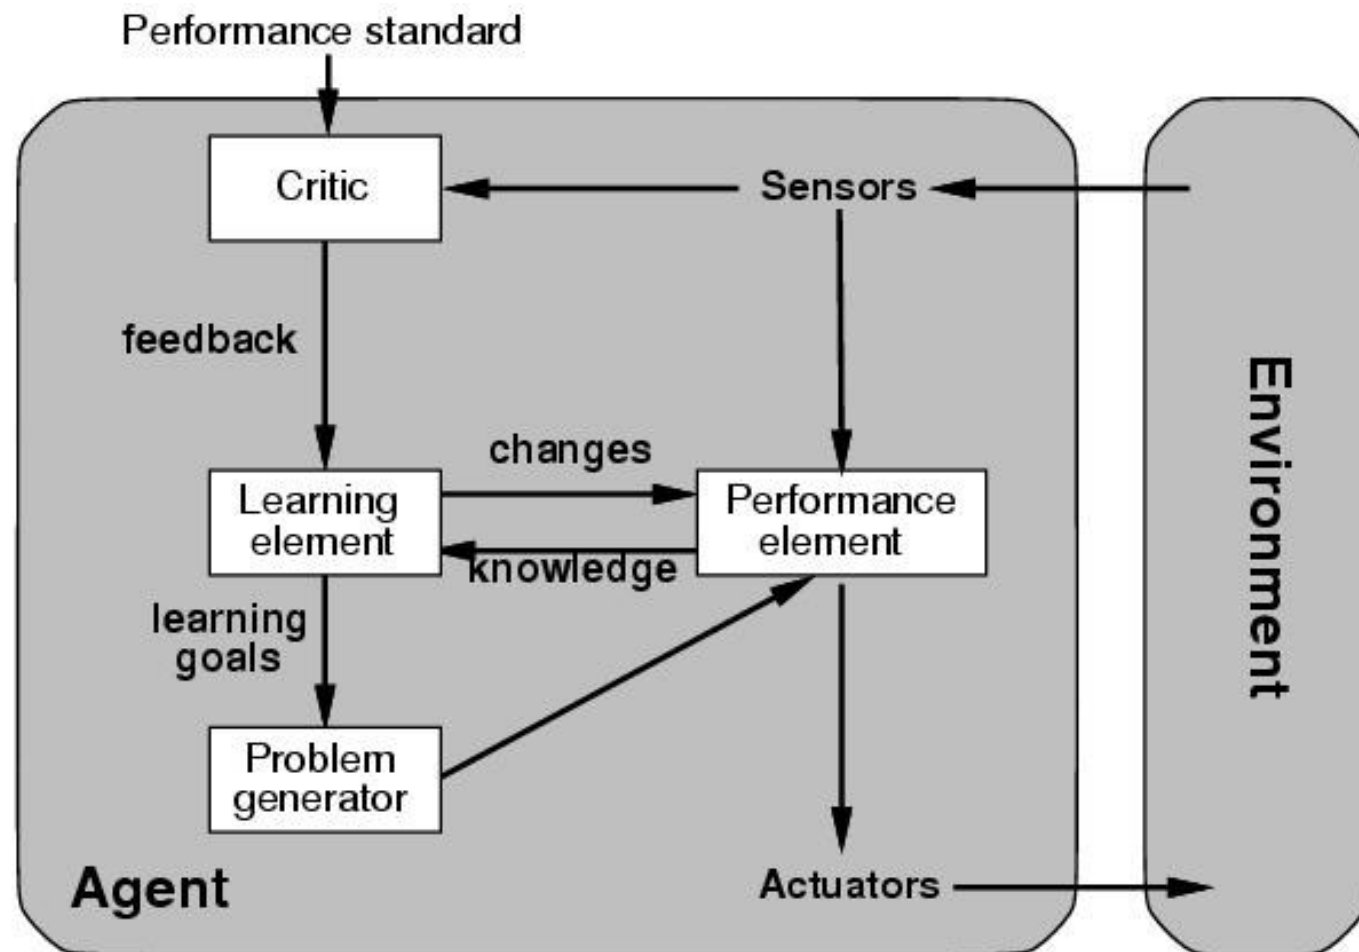 Performance standard
Critic
Sensors
feedback
changes
Learning
element
Performance
element
knowledge
learning
goals
Problem
generator
Agent
Actuators
Environment